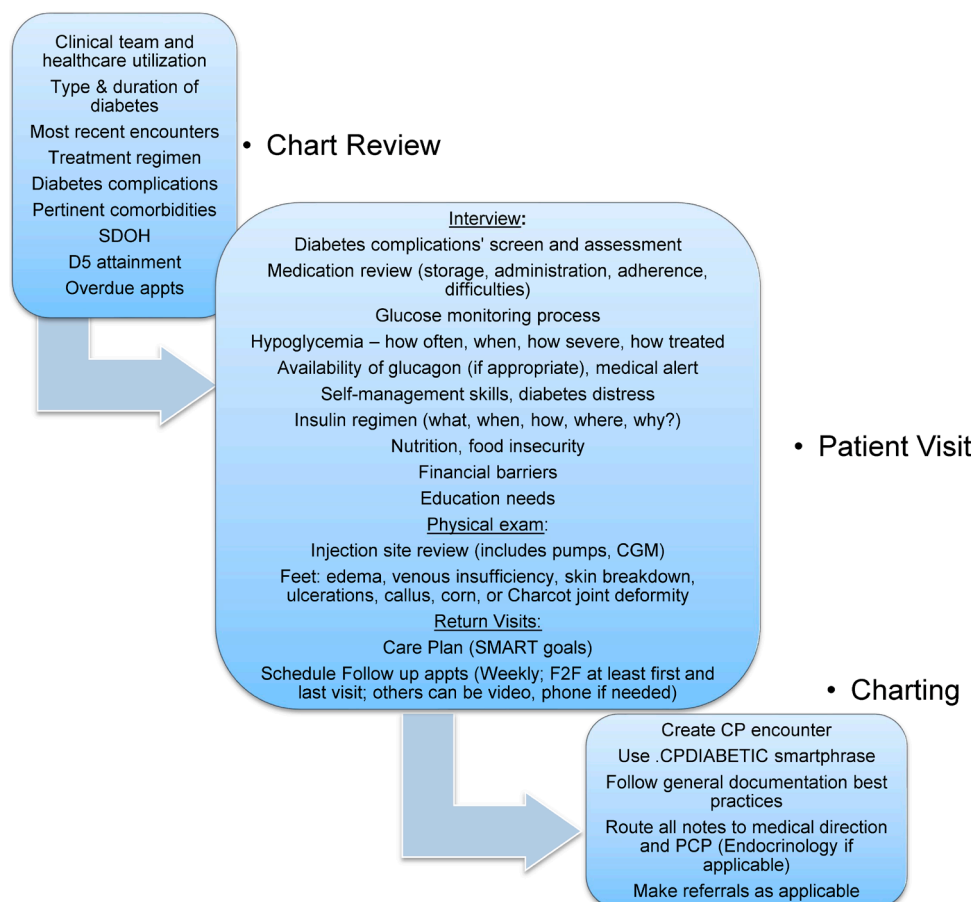 Clinical team and
healthcare utilization
Type & duration of
diabetes
Most recent encounters
Treatment regimen
Diabetes complications
Pertinent comorbidities
SDOH
D5 attainment
Overdue appts
• Chart Review
Interview:
Diabetes complications' screen and assessment
Medication review (storage, administration, adherence,
difficulties)
Glucose monitoring process
Hypoglycemia – how often, when, how severe, how treated
Availability of glucagon (if appropriate), medical alert
Self-management skills, diabetes distress
Insulin regimen (what, when, how, where, why?)
Nutrition, food insecurity
Financial barriers
Education needs
Physical exam:
Injection site review (includes pumps, CGM)
Feet: edema, venous insufficiency, skin breakdown,
ulcerations, callus, corn, or Charcot joint deformity
Return Visits:
Care Plan (SMART goals)
Schedule Follow up appts (Weekly; F2F at least first and
last visit; others can be video, phone if needed)
• Patient Visit
• Charting
Create CP encounter
Use .CPDIABETIC smartphrase
Follow general documentation best
practices
Route all notes to medical direction
and PCP (Endocrinology if
applicable)
Make referrals as applicable